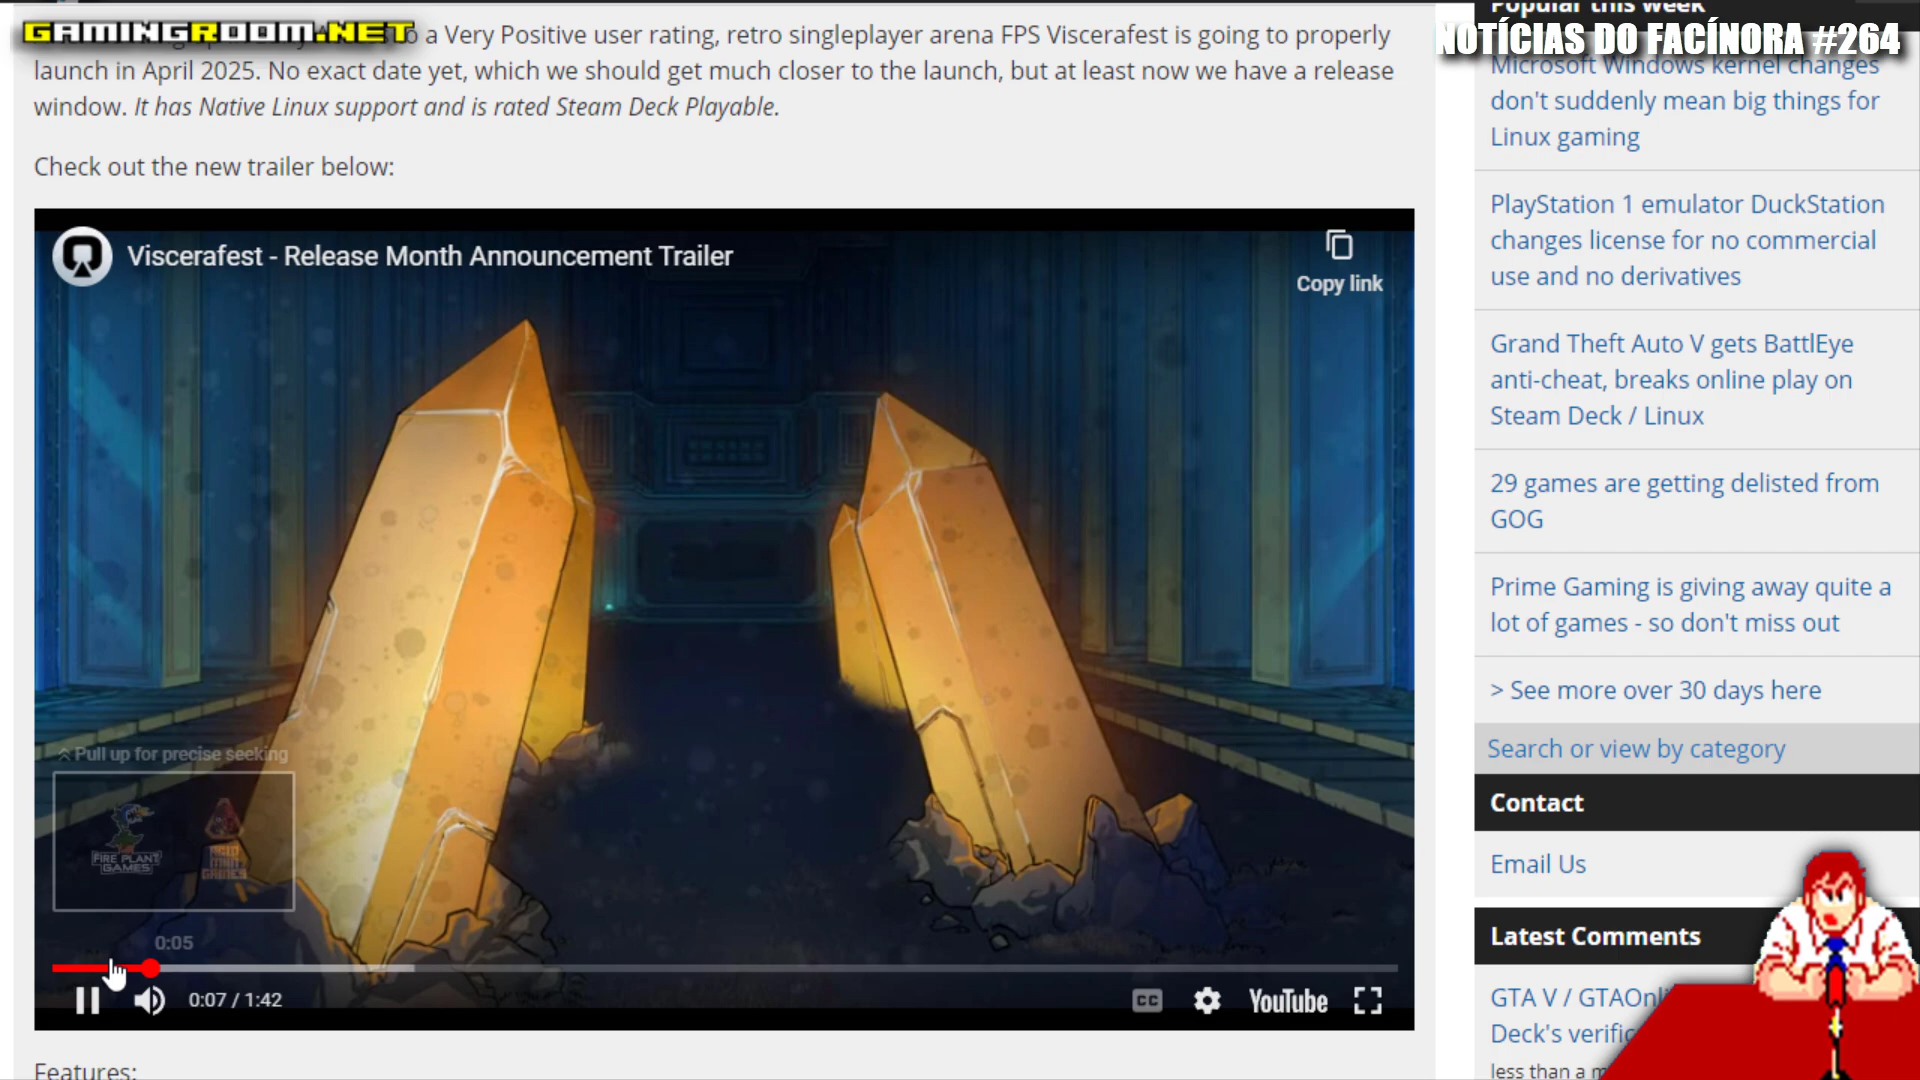 GAMINGROOM.NET
NOTÍCIAS DO FACÍNORA #264
a Very Positive user rating, retro singleplayer arena FPS Viscerafest is going to properly
launch in April 2025. No exact date yet, which we should get much closer to the launch, but at least now we have a release
window. It has Native Linux support and is rated Steam Deck Playable.
Check out the new trailer below:
Viscerafest - Release Month Announcement Trailer
Copy link
Pull up for precise seeking
FIRE PLANT
GAMES
ACID
MAN
GAMES
0:05
0:07 / 1:42
CC
YouTube
Features:
Popular this week
Microsoft Windows kernel changes
don't suddenly mean big things for
Linux gaming
PlayStation 1 emulator DuckStation
changes license for no commercial
use and no derivatives
Grand Theft Auto V gets BattlEye
anti-cheat, breaks online play on
Steam Deck / Linux
29 games are getting delisted from
GOG
Prime Gaming is giving away quite a
lot of games - so don't miss out
> See more over 30 days here
Search or view by category
Contact
Email Us
Latest Comments
GTA V / GTAOnl
Deck's verific
less than a m